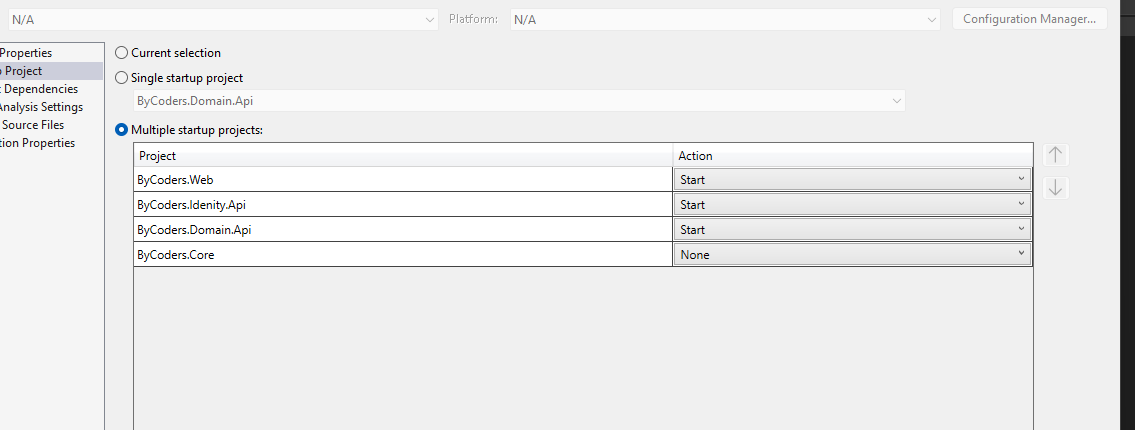 N/A Platform: N/A Configuration Manager...
Properties
Project
Dependencies
Analysis Settings
Source Files
tion Properties
Current selection
Single startup project
ByCoders.Domain.Api
Multiple startup projects:
Project Action
ByCoders.Web Start
ByCoders.Idenity.Api Start
ByCoders.Domain.Api Start
ByCoders.Core None